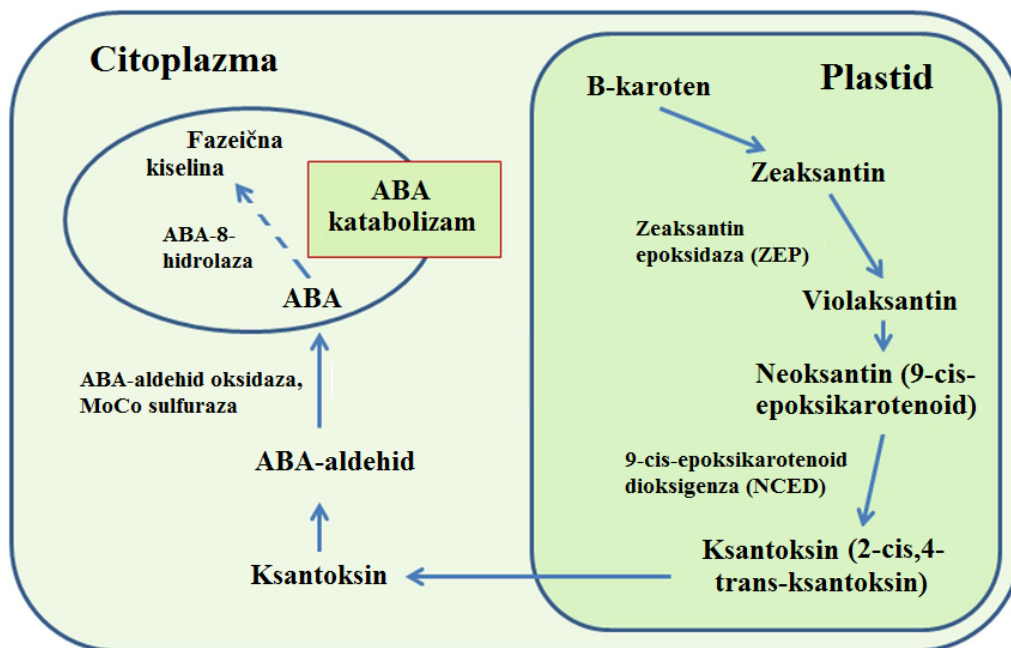 Citoplazma
Fazeična
kiselina
ABA
katabolizam
ABA-8-
hidrolaza
ABA
ABA-aldehid oksidaza,
MoCo sulfuraza
ABA-aldehid
Ksantoksin
Plastid
B-karoten
Zeaksantin
Zeaksantin
epoksidaza (ZEP)
Violaksantin
Neoksantin (9-cis-
epoksikarotenoid)
9-cis-epoksikarotenoid
dioksigenza (NCED)
Ksantoksin (2-cis,4-
trans-ksantoksin)